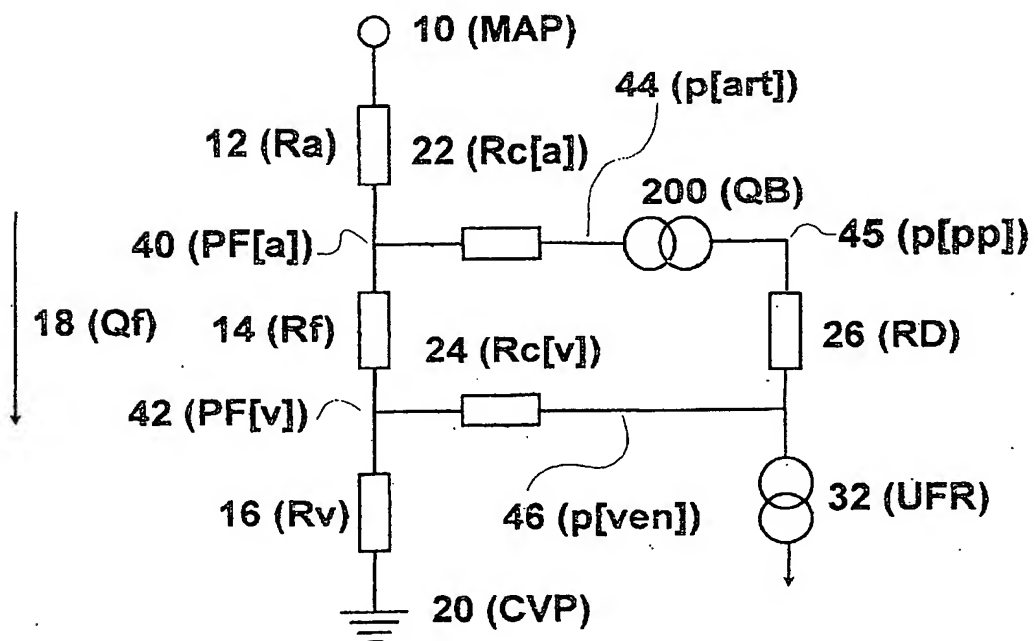 10 (MAP)
44 (p[art])
12 (Ra)
22 (Rc[a])
200 (QB)
40 (PF[a])
45 (p[pp])
18 (Qf)
14 (Rf)
24 (Rc[v])
26 (RD)
42 (PF[v])
16 (Rv)
46 (p[ven])
32 (UFR)
20 (CVP)